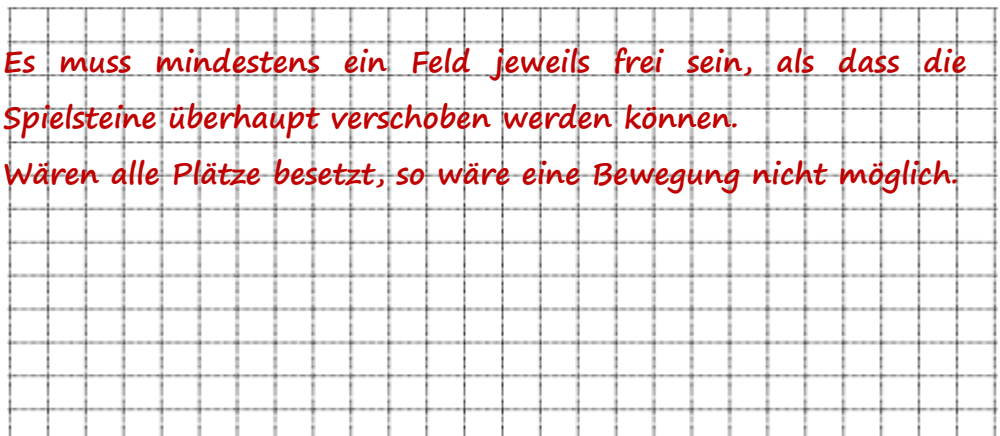 Es muss mindestens ein Feld jeweils frei sein, als dass die
Spielsteine überhaupt verschoben werden können.
Wären alle Plätze besetzt, so wäre eine Bewegung nicht möglich.